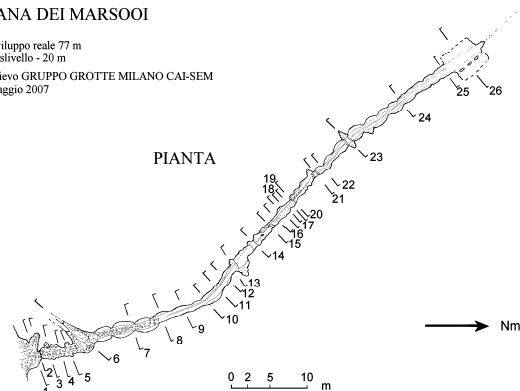 ANA DEI MARSOOI
iluppo reale 77 m
slivello - 20 m
ievo GRUPPO GROTTE MILANO CAI-SEM
aggio 2007
PIANTA
25
26
24
23
22
21
19
18
20
17
16
15
14
13
12
11
10
9
8
7
6
5
4
3
2
1
Nm
0 2 5 10
m